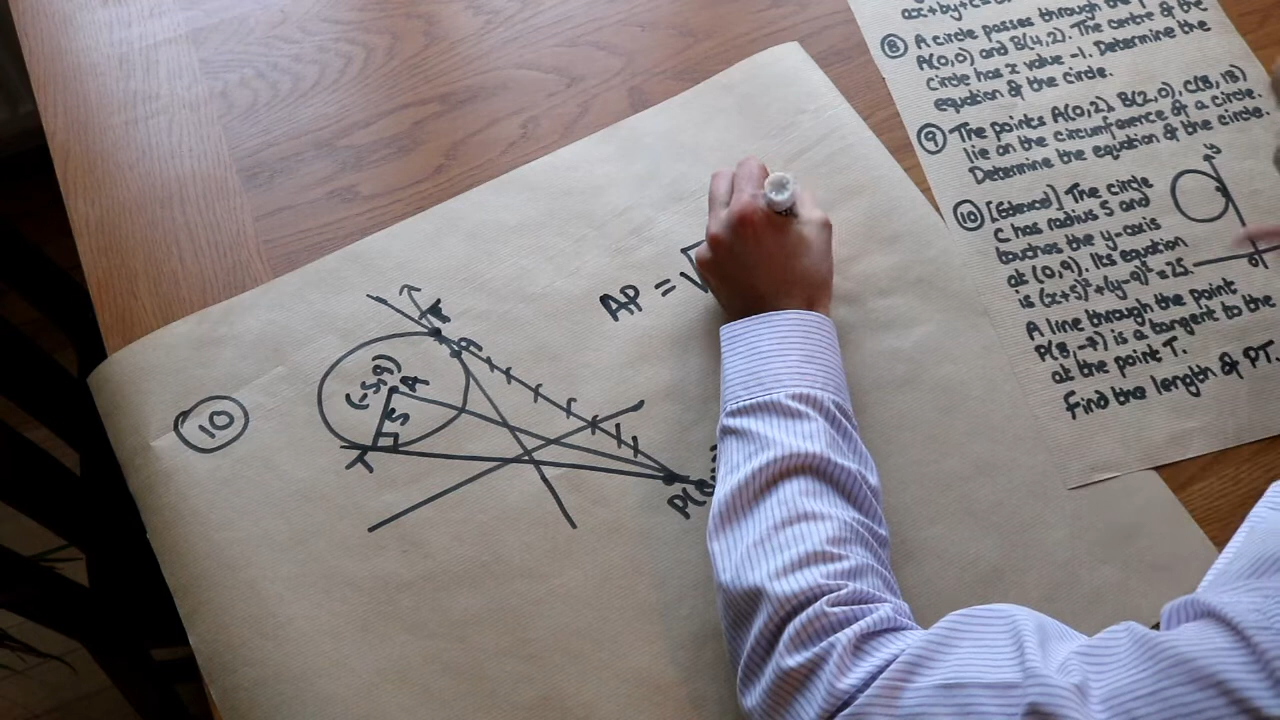 10
(-5,9)
A
5
T
T
A
AP = √
P(8
ax+by+c=0
8 A circle passes through the
A(0,0) and B(4,2). The centre of the
circle has x value -1. Determine the
equation of the circle.
9 The points A(0,2), B(2,0), C(8,18)
lie on the circumference of a circle.
Determine the equation of the circle.
10 [Edexcel] The circle
C has radius 5 and
touches the y-axis
at (0,9). Its equation
is (x+5)²+(y-9)²=25.
A line through the point
P(8,-7) is a tangent to the
at the point T.
Find the length of PT.
y
0